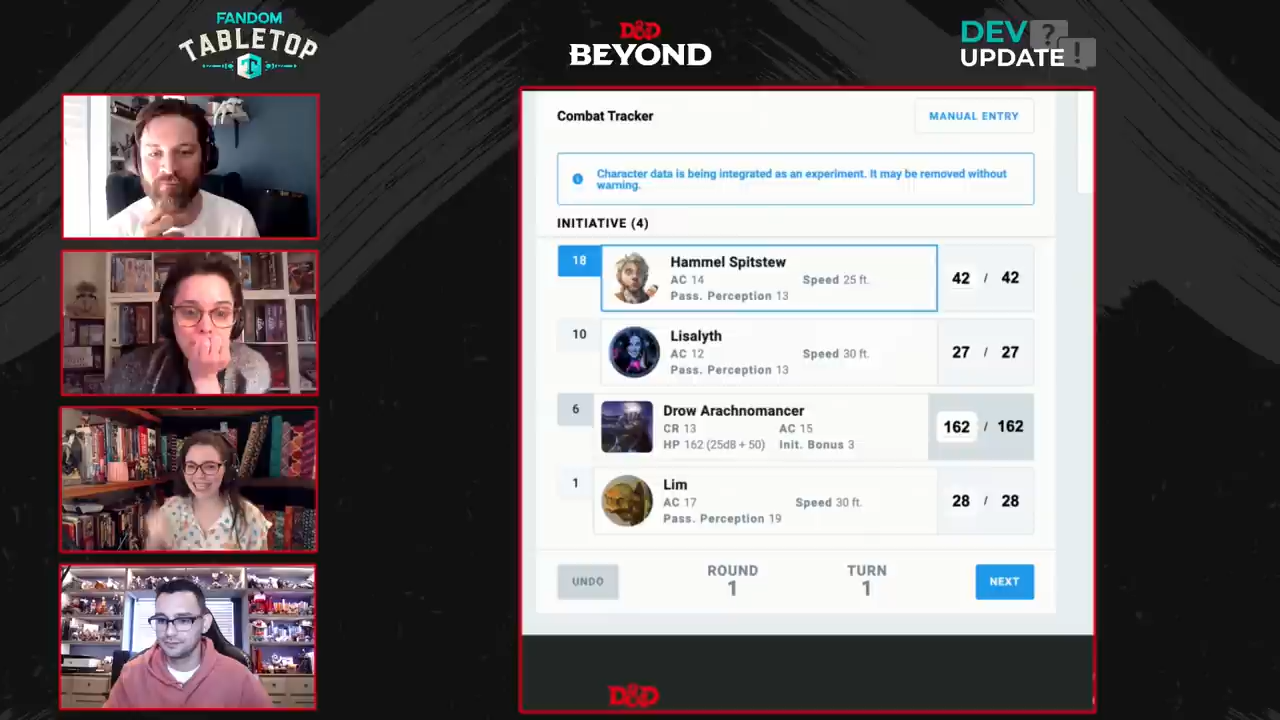 FANDOM
TABLETOP
T
D&D
BEYOND
DEV ?
UPDATE !
Combat Tracker
MANUAL ENTRY
Character data is being integrated as an experiment. It may be removed without
warning.
INITIATIVE (4)
18
Hammel Spitstew
AC 14 Speed 25 ft.
Pass. Perception 13
42 / 42
10
Lisalyth
AC 12 Speed 30 ft.
Pass. Perception 13
27 / 27
6
Drow Arachnomancer
CR 13 AC 15
HP 162 (25d8 + 50) Init. Bonus 3
162 / 162
1
Lim
AC 17 Speed 30 ft.
Pass. Perception 19
28 / 28
UNDO
ROUND
1
TURN
1
NEXT
D&D